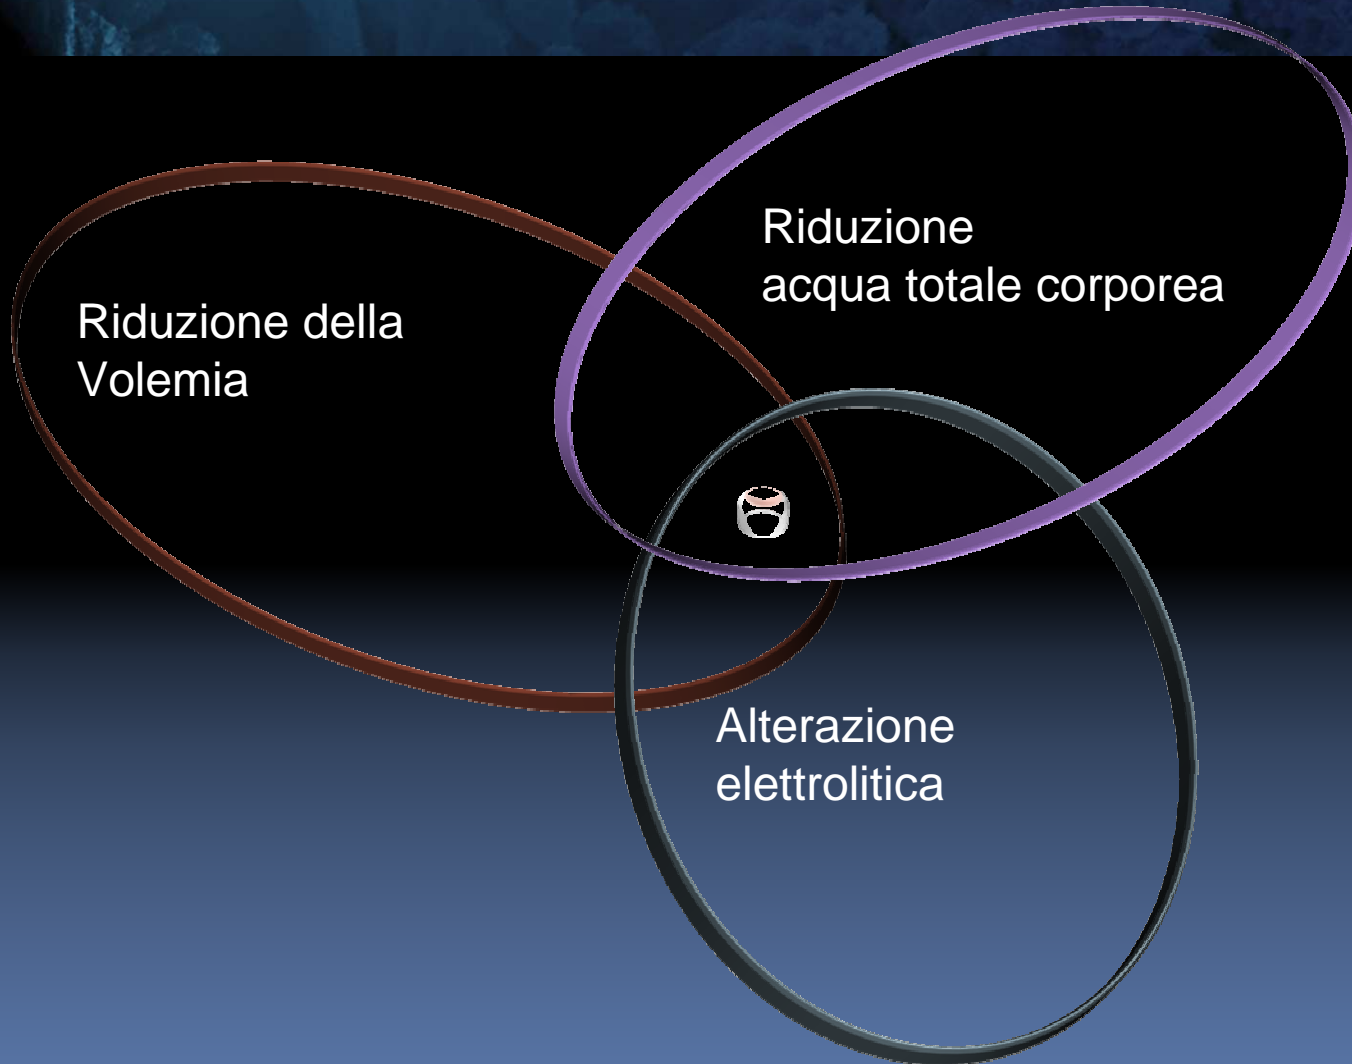 Riduzione
acqua totale corporea
Riduzione della
Volemia
Alterazione
elettrolitica